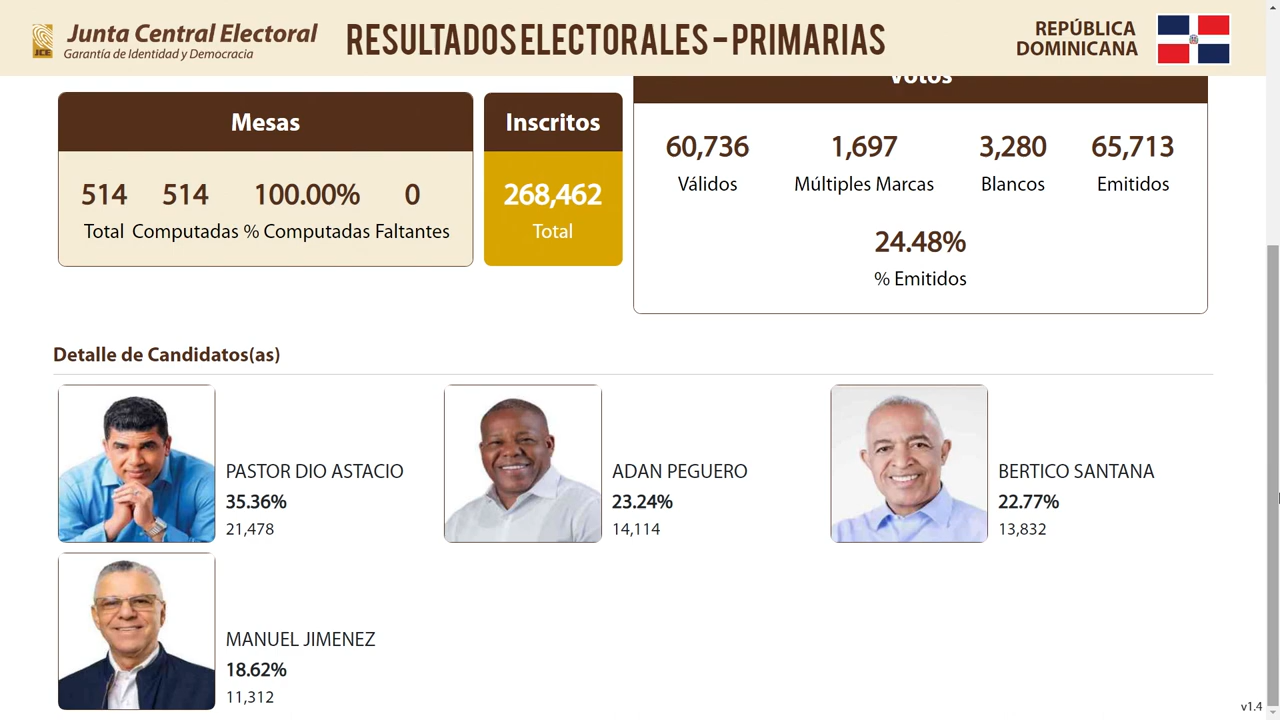 Junta Central Electoral
Garantía de Identidad y Democracia
RESULTADOS ELECTORALES – PRIMARIAS
REPÚBLICA
DOMINICANA
Mesas
514 514 100.00% 0
Total Computadas % Computadas Faltantes
Inscritos
268,462
Total
Votos
60,736 1,697 3,280 65,713
Válidos Múltiples Marcas Blancos Emitidos
24.48%
% Emitidos
Detalle de Candidatos(as)
PASTOR DIO ASTACIO
35.36%
21,478
ADAN PEGUERO
23.24%
14,114
BERTICO SANTANA
22.77%
13,832
MANUEL JIMENEZ
18.62%
11,312
v1.4